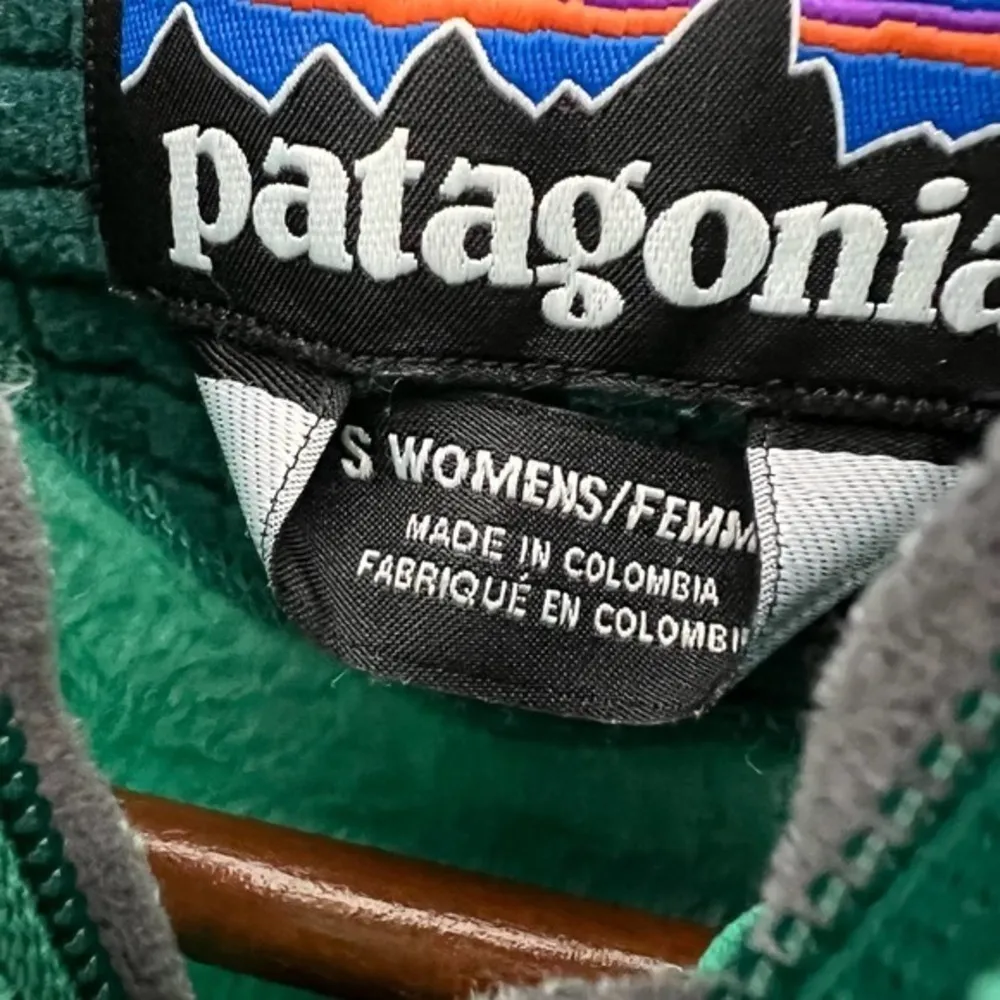 patagonia
S WOMENS/FEMM
MADE IN COLOMBIA
FABRIQUÉ EN COLOMBI